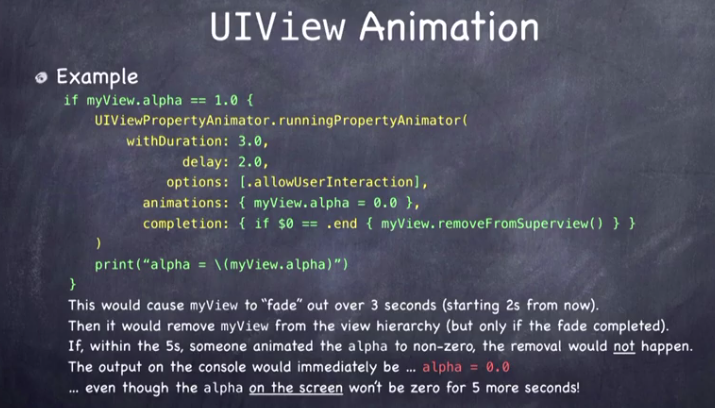 UIView Animation
Example
if myView.alpha == 1.0 {
UIViewPropertyAnimator.runningPropertyAnimator(
withDuration: 3.0,
delay: 2.0,
options: [.allowUserInteraction],
animations: { myView.alpha = 0.0 },
completion: { if $0 == .end { myView.removeFromSuperview() } }
)
print(“alpha = \(myView.alpha)”)
}
This would cause myView to “fade” out over 3 seconds (starting 2s from now).
Then it would remove myView from the view hierarchy (but only if the fade completed).
If, within the 5s, someone animated the alpha to non-zero, the removal would not happen.
The output on the console would immediately be ... alpha = 0.0
... even though the alpha on the screen won’t be zero for 5 more seconds!